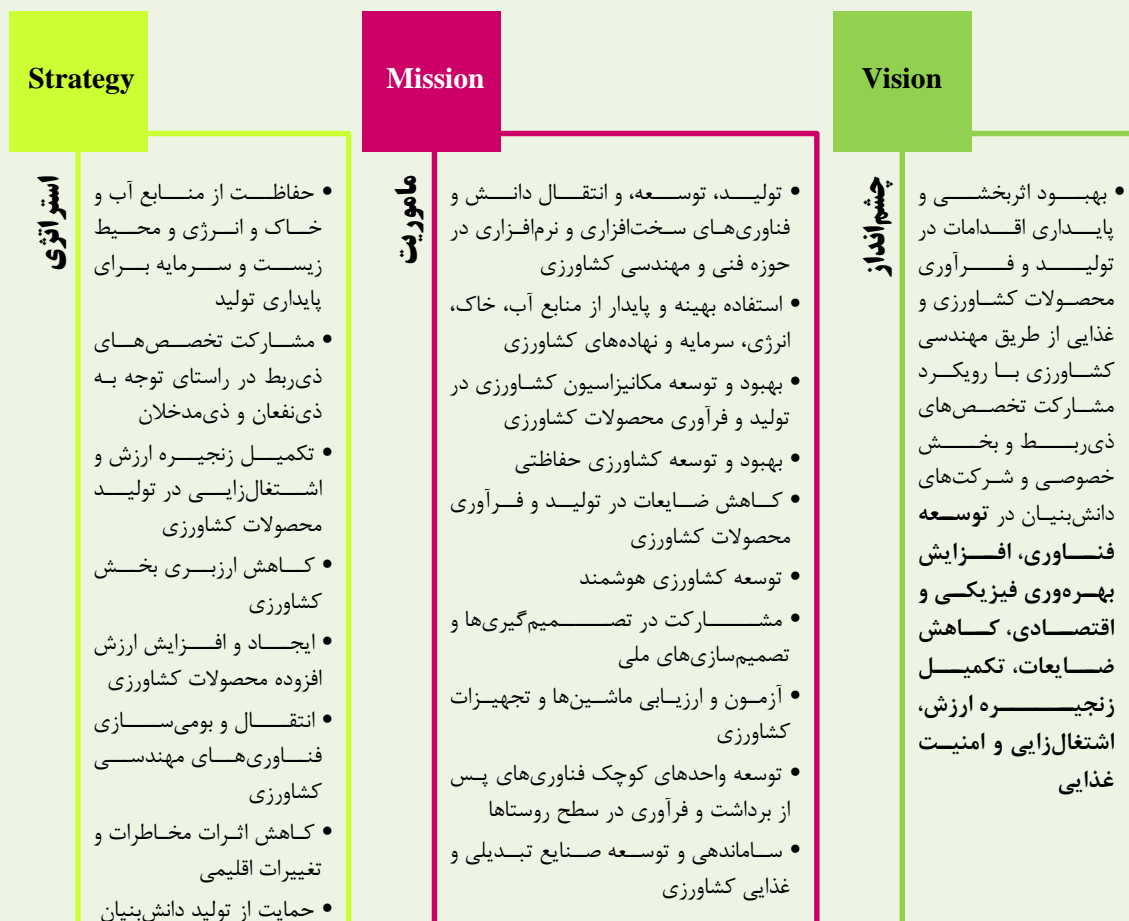 Vision
چشم‌انداز
• بهبود اثربخشی و
پایداری اقدامات در
تولید و فرآوری
محصولات کشاورزی و
غذایی از طریق مهندسی
کشاورزی با رویکرد
مشارکت تخصص‌های
ذی‌ربط و بخش
خصوصی و شرکت‌های
دانش‌بنیان در توسعه
فناوری، افزایش
بهره‌وری فیزیکی و
اقتصادی، کاهش
ضایعات، تکمیل
زنجیره ارزش،
اشتغال‌زایی و امنیت
غذایی
Mission
ماموریت
• تولید، توسعه، و انتقال دانش و
فناوری‌های سخت‌افزاری و نرم‌افزاری در
حوزه فنی و مهندسی کشاورزی
• استفاده بهینه و پایدار از منابع آب، خاک،
انرژی، سرمایه و نهاده‌های کشاورزی
• بهبود و توسعه مکانیزاسیون کشاورزی در
تولید و فرآوری محصولات کشاورزی
• بهبود و توسعه کشاورزی حفاظتی
• کاهش ضایعات در تولید و فرآوری
محصولات کشاورزی
• توسعه کشاورزی هوشمند
• مشارکت در تصمیم‌گیری‌ها و
تصمیم‌سازی‌های ملی
• آزمون و ارزیابی ماشین‌ها و تجهیزات
کشاورزی
• توسعه واحدهای کوچک فناوری‌های پس
از برداشت و فرآوری در سطح روستاها
• ساماندهی و توسعه صنایع تبدیلی و
غذایی کشاورزی
Strategy
استراتژی
• حفاظت از منابع آب و
خاک و انرژی و محیط
زیست و سرمایه برای
پایداری تولید
• مشارکت تخصص‌های
ذی‌ربط در راستای توجه به
ذی‌نفعان و ذی‌مدخلان
• تکمیل زنجیره ارزش و
اشتغال‌زایی در تولید
محصولات کشاورزی
• کاهش ارزبری بخش
کشاورزی
• ایجاد و افزایش ارزش
افزوده محصولات کشاورزی
• انتقال و بومی‌سازی
فناوری‌های مهندسی
کشاورزی
• کاهش اثرات مخاطرات و
تغییرات اقلیمی
• حمایت از تولید دانش‌بنیان